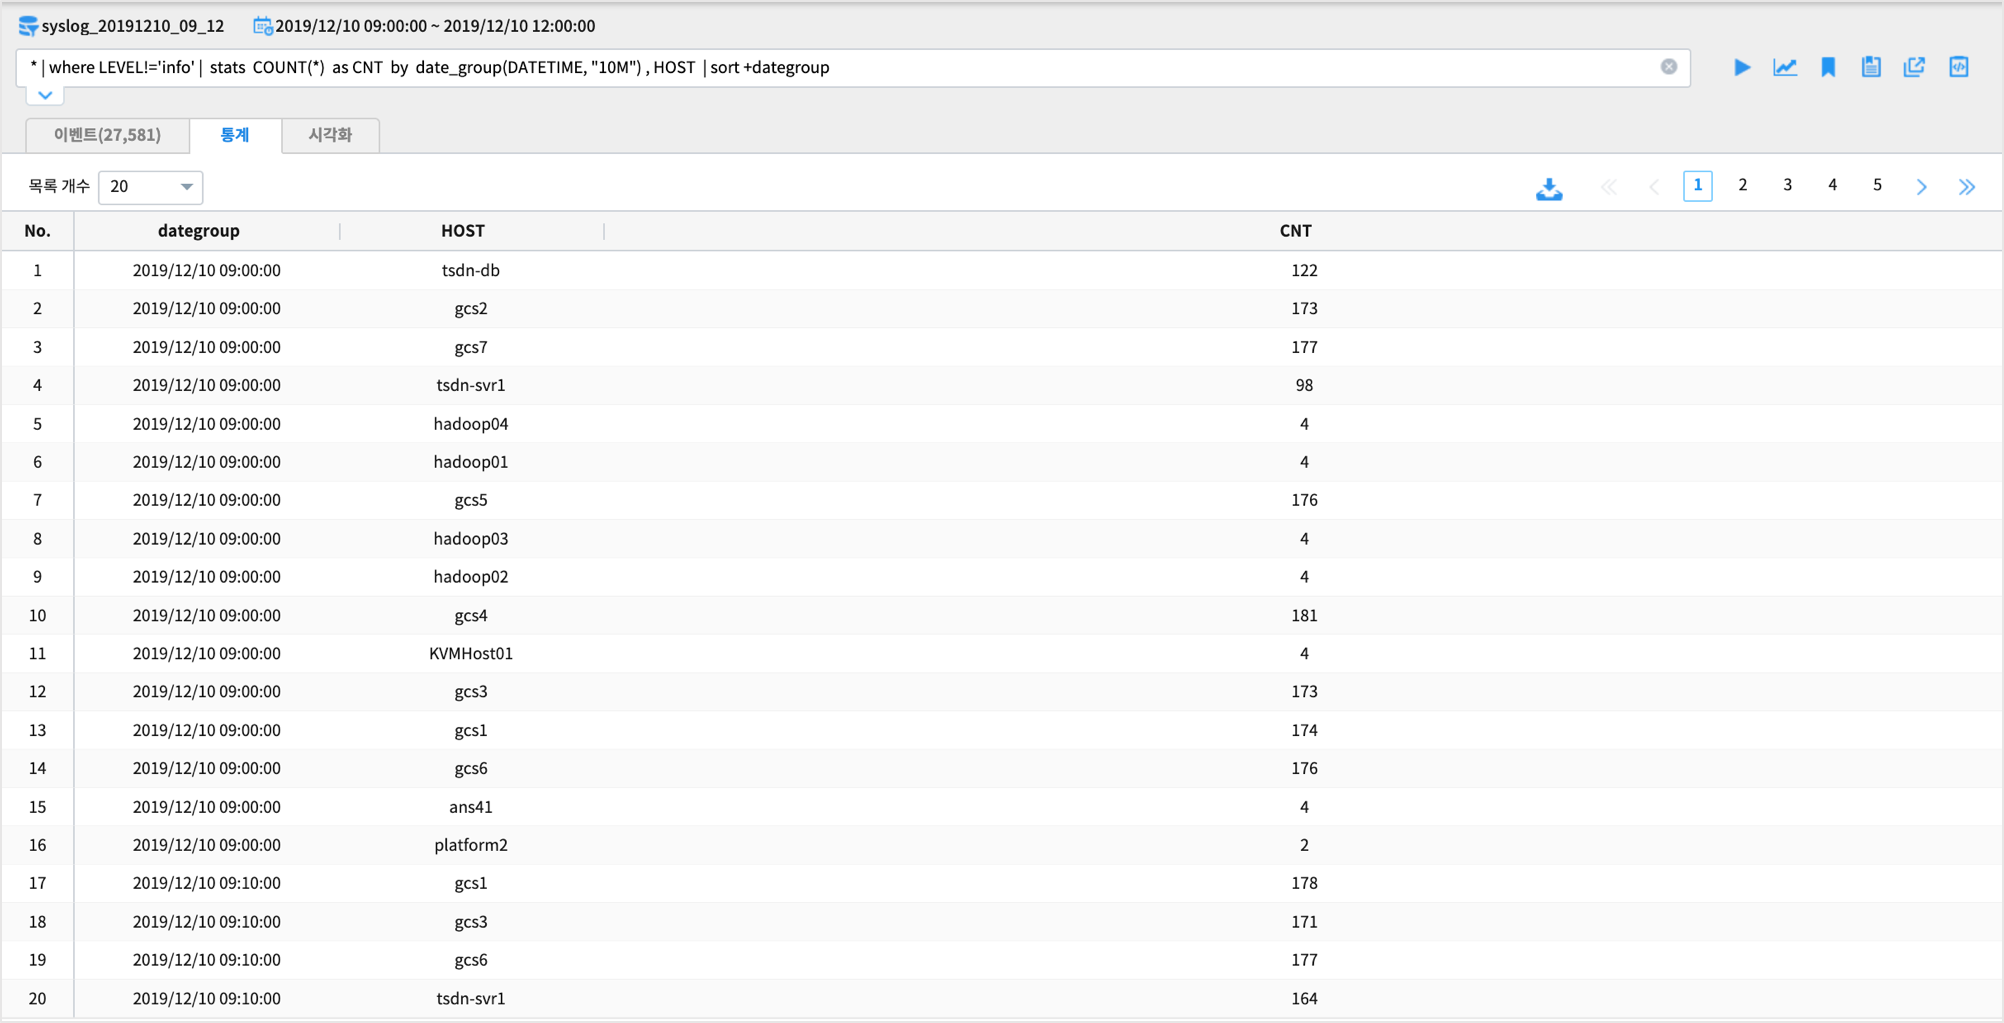 syslog_20191210_09_12 2019/12/10 09:00:00 ~ 2019/12/10 12:00:00
* | where LEVEL!='info' | stats COUNT(*) as CNT by date_group(DATETIME, "10M") , HOST | sort +dategroup
이벤트(27,581) 통계 시각화
목록 개수 20 1 2 3 4 5
No. dategroup HOST CNT
1 2019/12/10 09:00:00 tsdn-db 122
2 2019/12/10 09:00:00 gcs2 173
3 2019/12/10 09:00:00 gcs7 177
4 2019/12/10 09:00:00 tsdn-svr1 98
5 2019/12/10 09:00:00 hadoop04 4
6 2019/12/10 09:00:00 hadoop01 4
7 2019/12/10 09:00:00 gcs5 176
8 2019/12/10 09:00:00 hadoop03 4
9 2019/12/10 09:00:00 hadoop02 4
10 2019/12/10 09:00:00 gcs4 181
11 2019/12/10 09:00:00 KVMHost01 4
12 2019/12/10 09:00:00 gcs3 173
13 2019/12/10 09:00:00 gcs1 174
14 2019/12/10 09:00:00 gcs6 176
15 2019/12/10 09:00:00 ans41 4
16 2019/12/10 09:00:00 platform2 2
17 2019/12/10 09:10:00 gcs1 178
18 2019/12/10 09:10:00 gcs3 171
19 2019/12/10 09:10:00 gcs6 177
20 2019/12/10 09:10:00 tsdn-svr1 164